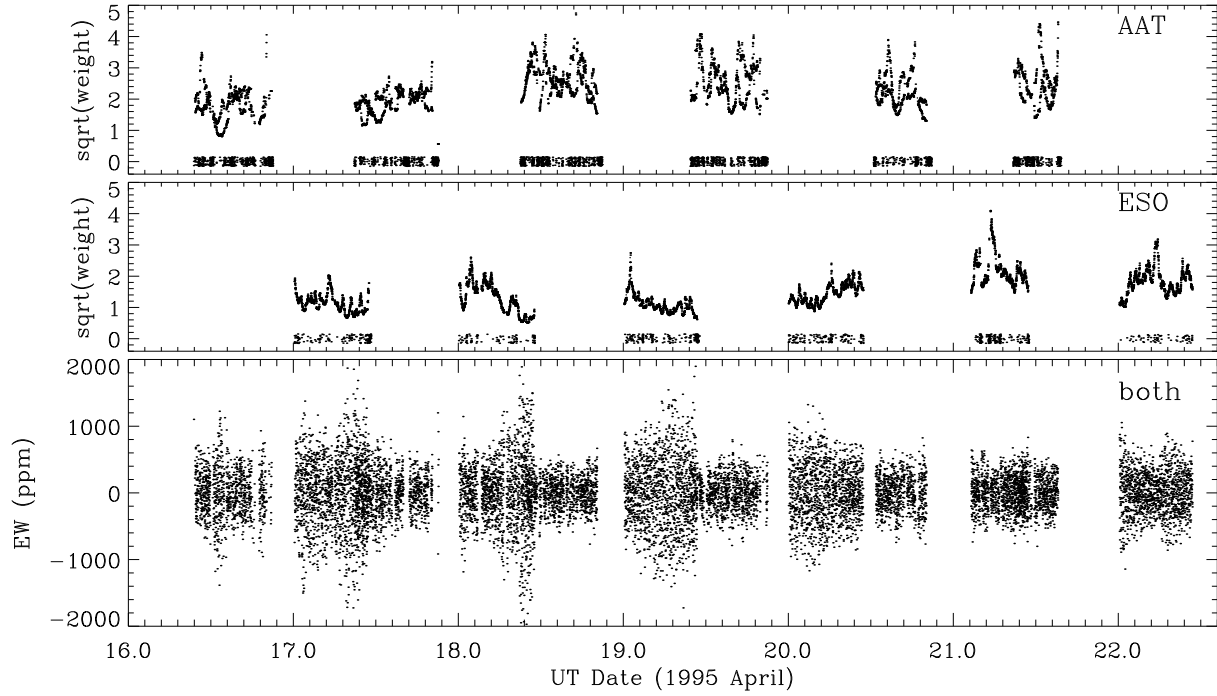 5
4
3
2
1
0
sqrt(weight)
AAT
5
4
3
2
1
0
sqrt(weight)
ESO
2000
1000
0
−1000
−2000
EW (ppm)
both
16.0 17.0 18.0 19.0 20.0 21.0 22.0
UT Date (1995 April)